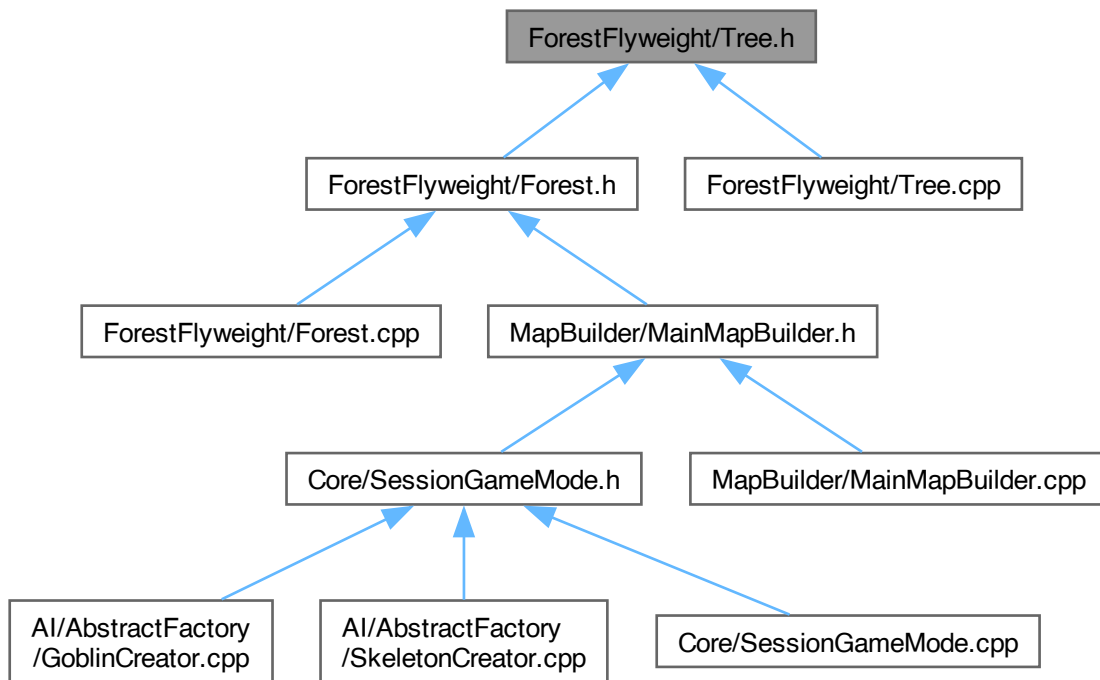 ForestFlyweight/Tree.h
ForestFlyweight/Forest.h
ForestFlyweight/Tree.cpp
ForestFlyweight/Forest.cpp
MapBuilder/MainMapBuilder.h
Core/SessionGameMode.h
MapBuilder/MainMapBuilder.cpp
AI/AbstractFactory
/GoblinCreator.cpp
AI/AbstractFactory
/SkeletonCreator.cpp
Core/SessionGameMode.cpp